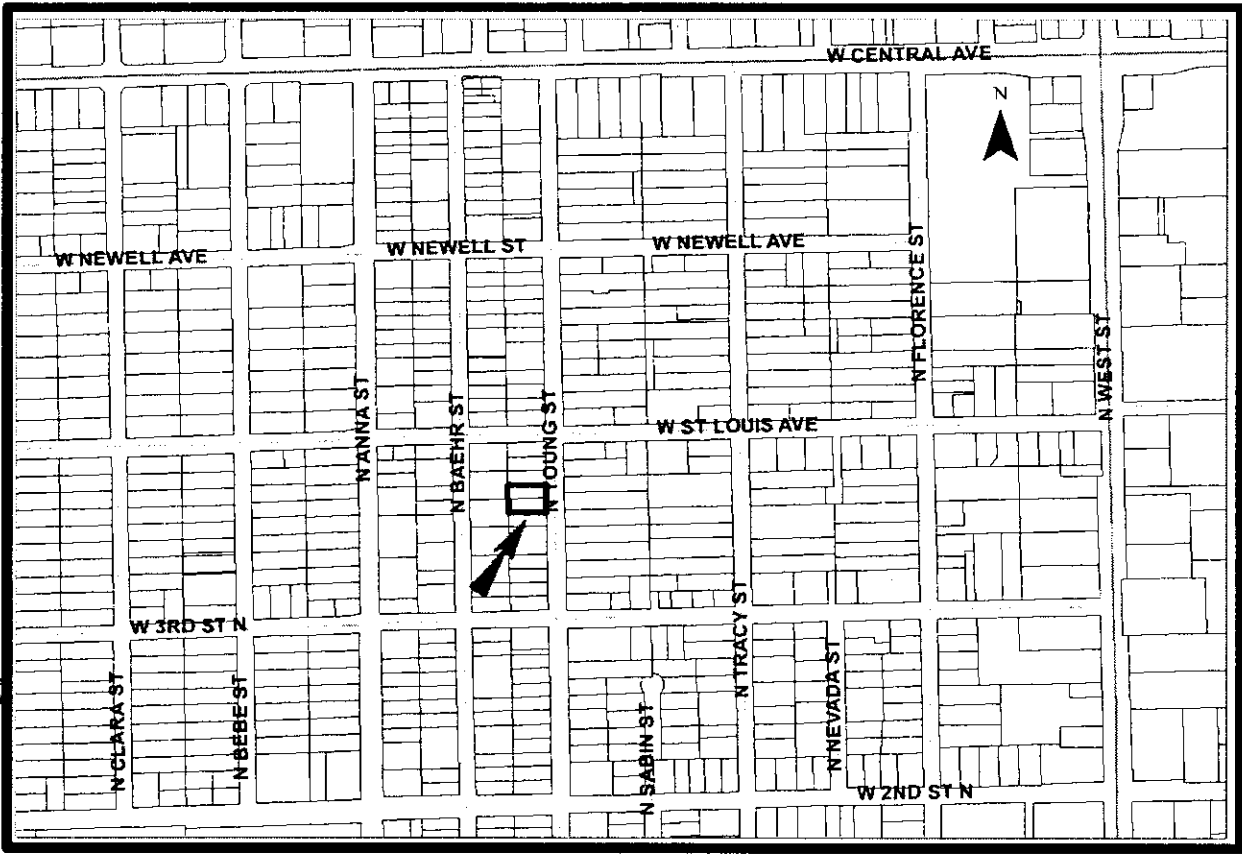 W CENTRAL AVE
N
W NEWELL AVE
W NEWELL ST
W NEWELL AVE
N FLORENCE ST
N WEST ST
N ANNA ST
N BAEHR ST
N YOUNG ST
W ST LOUIS AVE
W 3RD ST N
N TRACY ST
N CLARA ST
N BEBE ST
N SABIN ST
N NEVADA ST
W 2ND ST N